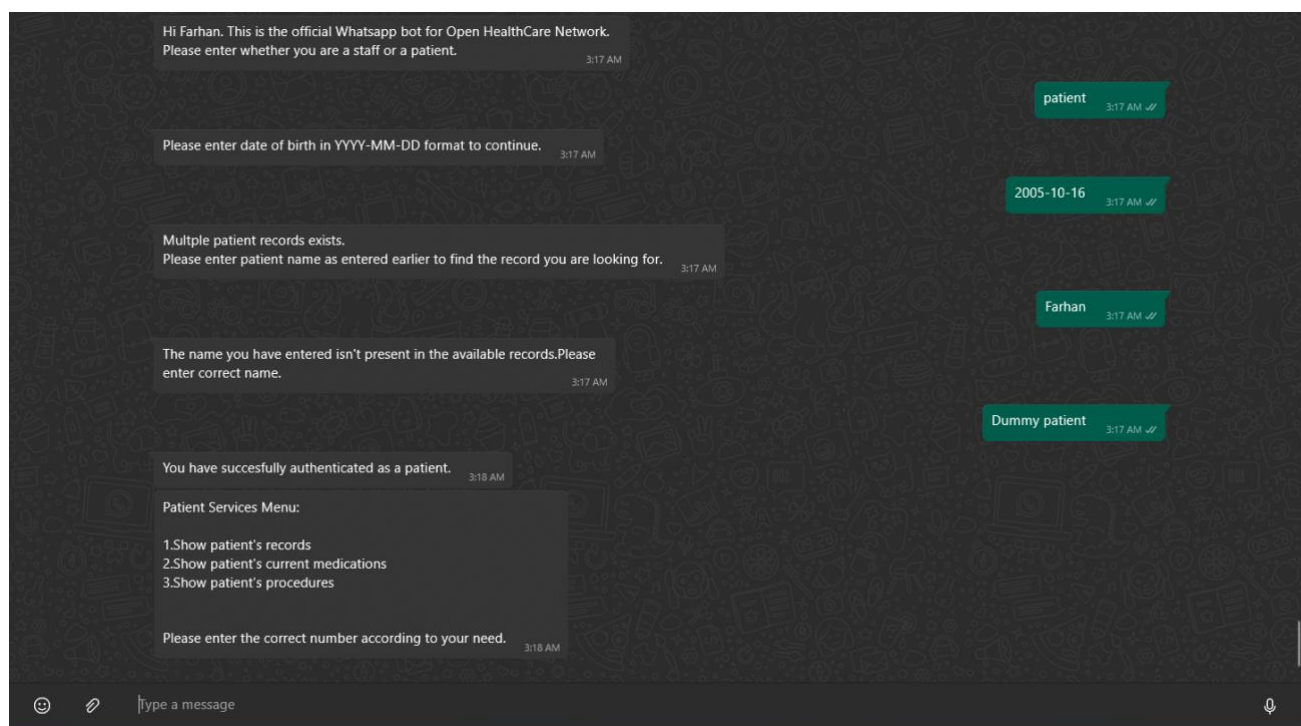 Hi Farhan. This is the official Whatsapp bot for Open HealthCare Network.
Please enter whether you are a staff or a patient.
3:17 AM
patient
3:17 AM
Please enter date of birth in YYYY-MM-DD format to continue.
3:17 AM
2005-10-16
3:17 AM
Multple patient records exists.
Please enter patient name as entered earlier to find the record you are looking for.
3:17 AM
Farhan
3:17 AM
The name you have entered isn't present in the available records.Please
enter correct name.
3:17 AM
Dummy patient
3:17 AM
You have succesfully authenticated as a patient.
3:18 AM
Patient Services Menu:
1.Show patient's records
2.Show patient's current medications
3.Show patient's procedures
Please enter the correct number according to your need.
3:18 AM
Type a message